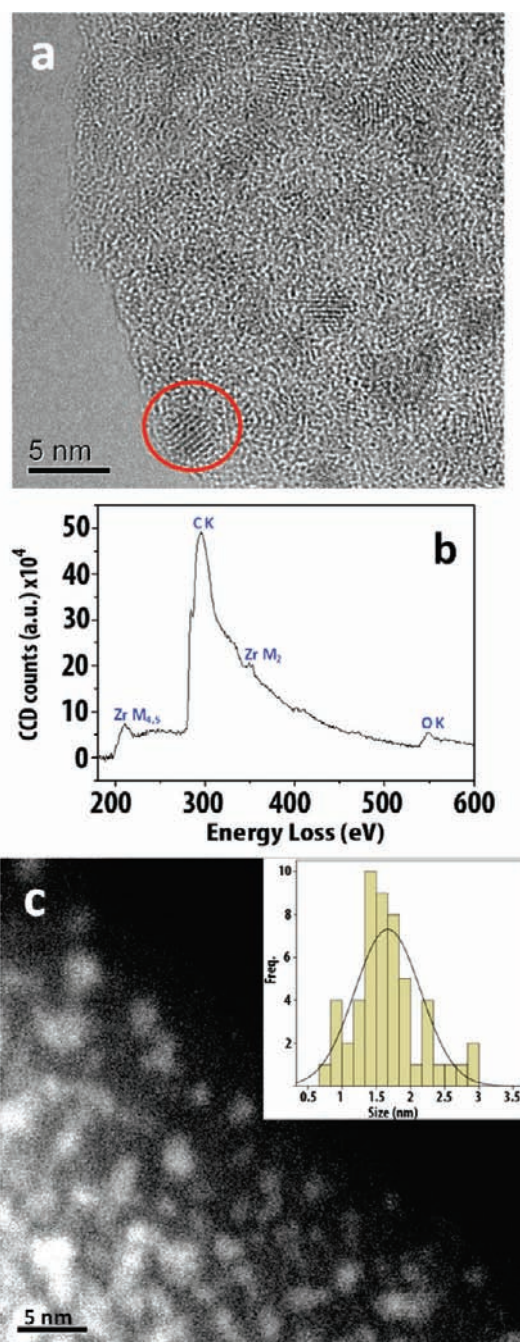 a
5 nm
b
CCD counts (a.u.) x10⁴
50
40
30
20
10
0
C K
Zr M₂
Zr M₄,₅
O K
200 300 400 500 600
Energy Loss (eV)
c
10
8
6
4
2
Freq.
0.5 1 1.5 2 2.5 3 3.5
Size (nm)
5 nm